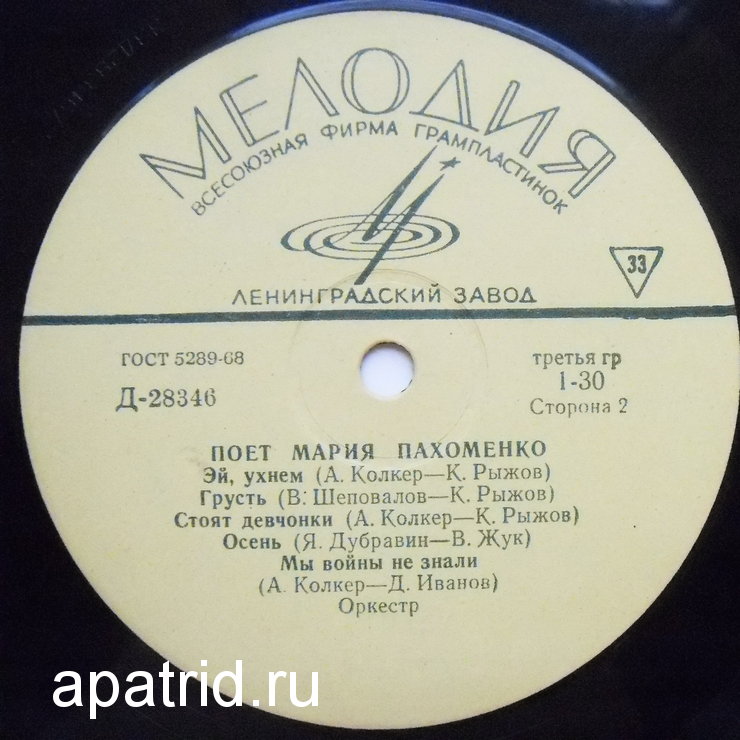 МЕЛОДИЯ
ВСЕСОЮЗНАЯ ФИРМА ГРАМПЛАСТИНОК
33
ЛЕНИНГРАДСКИЙ ЗАВОД
ГОСТ 5289-68
третья гр
Д-28346
1-30
Сторона 2
ПОЕТ МАРИЯ ПАХОМЕНКО
Эй, ухнем (А. Колкер—К. Рыжов)
Грусть (В. Шеповалов—К. Рыжов)
Стоят девчонки (А. Колкер—К. Рыжов)
Осень (Я. Дубравин—В. Жук)
Мы войны не знали
(А. Колкер—Д. Иванов)
Оркестр
apatrid.ru